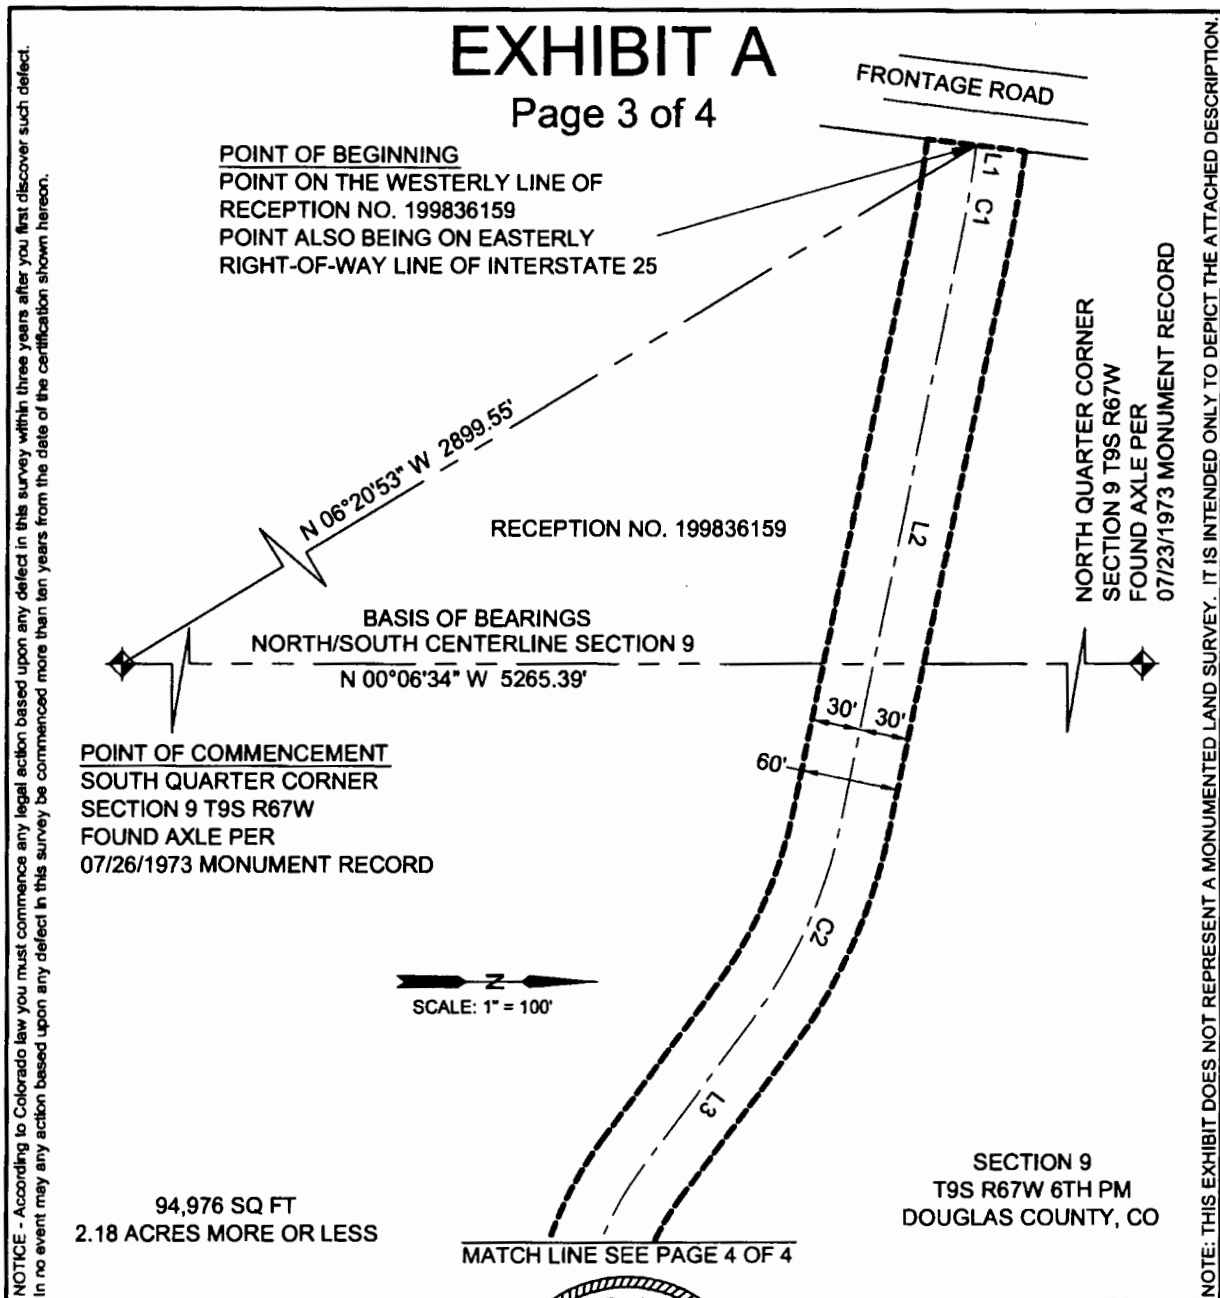 EXHIBIT A
Page 3 of 4
FRONTAGE ROAD
POINT OF BEGINNING
POINT ON THE WESTERLY LINE OF
RECEPTION NO. 199836159
POINT ALSO BEING ON EASTERLY
RIGHT-OF-WAY LINE OF INTERSTATE 25
L1
C1
N 06°20'53" W 2899.55'
RECEPTION NO. 199836159
L2
NORTH QUARTER CORNER
SECTION 9 T9S R67W
FOUND AXLE PER
07/23/1973 MONUMENT RECORD
BASIS OF BEARINGS
NORTH/SOUTH CENTERLINE SECTION 9
N 00°06'34" W 5265.39'
30'
30'
60'
POINT OF COMMENCEMENT
SOUTH QUARTER CORNER
SECTION 9 T9S R67W
FOUND AXLE PER
07/26/1973 MONUMENT RECORD
C2
N
SCALE: 1" = 100'
L3
94,976 SQ FT
2.18 ACRES MORE OR LESS
SECTION 9
T9S R67W 6TH PM
DOUGLAS COUNTY, CO
MATCH LINE SEE PAGE 4 OF 4
NOTICE - According to Colorado law you must commence any legal action based upon any defect in this survey within three years after you first discover such defect.
In no event may any action based upon any defect in this survey be commenced more than ten years from the date of the certification shown hereon.
NOTE: THIS EXHIBIT DOES NOT REPRESENT A MONUMENTED LAND SURVEY. IT IS INTENDED ONLY TO DEPICT THE ATTACHED DESCRIPTION.